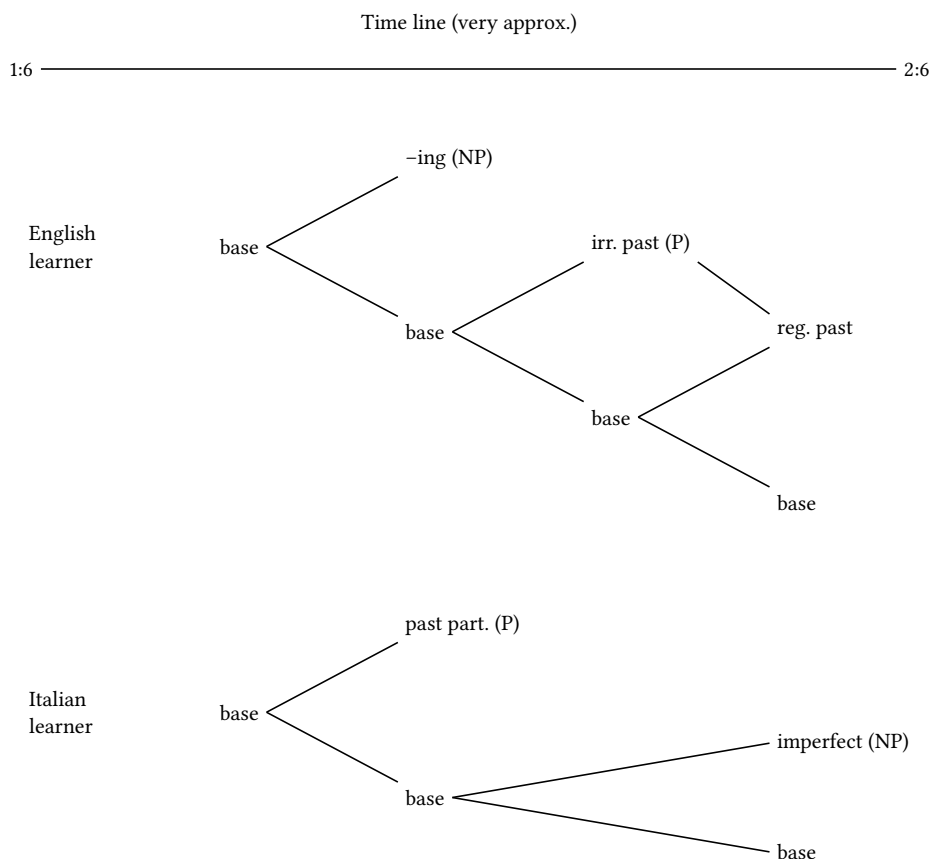 Time line (very approx.)
1:6 2:6
–ing (NP)
English
learner
base
irr. past (P)
base
reg. past
base
base
past part. (P)
Italian
learner
base
imperfect (NP)
base
base